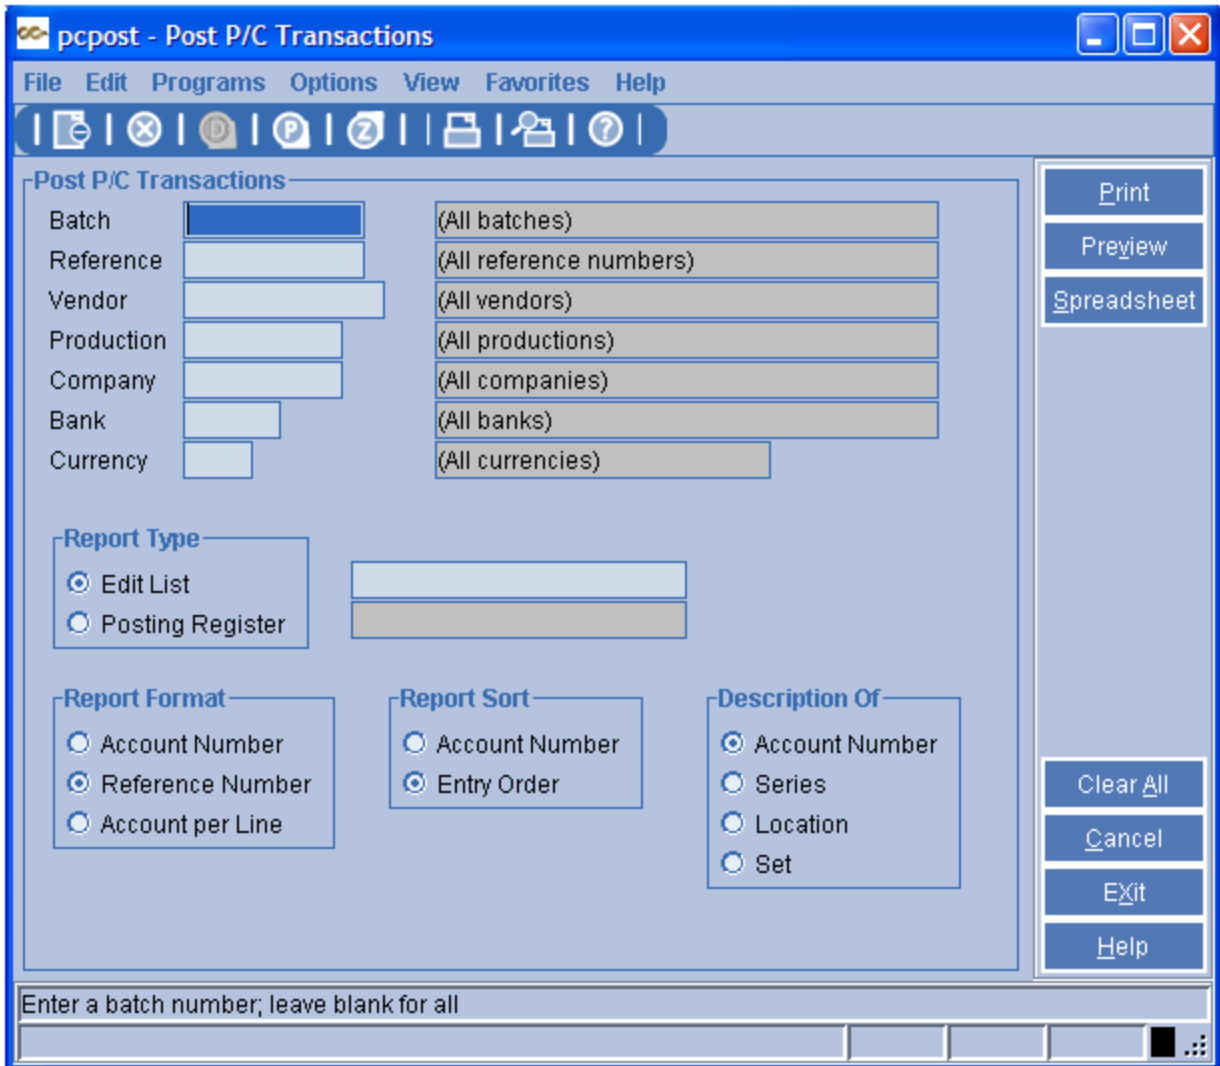 pcpost - Post P/C Transactions
File Edit Programs Options View Favorites Help
D P Z ?
Post P/C Transactions
Print
Batch (All batches)
Preview
Reference (All reference numbers)
Vendor (All vendors)
Spreadsheet
Production (All productions)
Company (All companies)
Bank (All banks)
Currency (All currencies)
Report Type
Edit List
Posting Register
Report Format Report Sort Description Of
Account Number Account Number Account Number
Reference Number Entry Order Series
Clear All
Account per Line Location
Cancel
Set
EXit
Help
Enter a batch number; leave blank for all